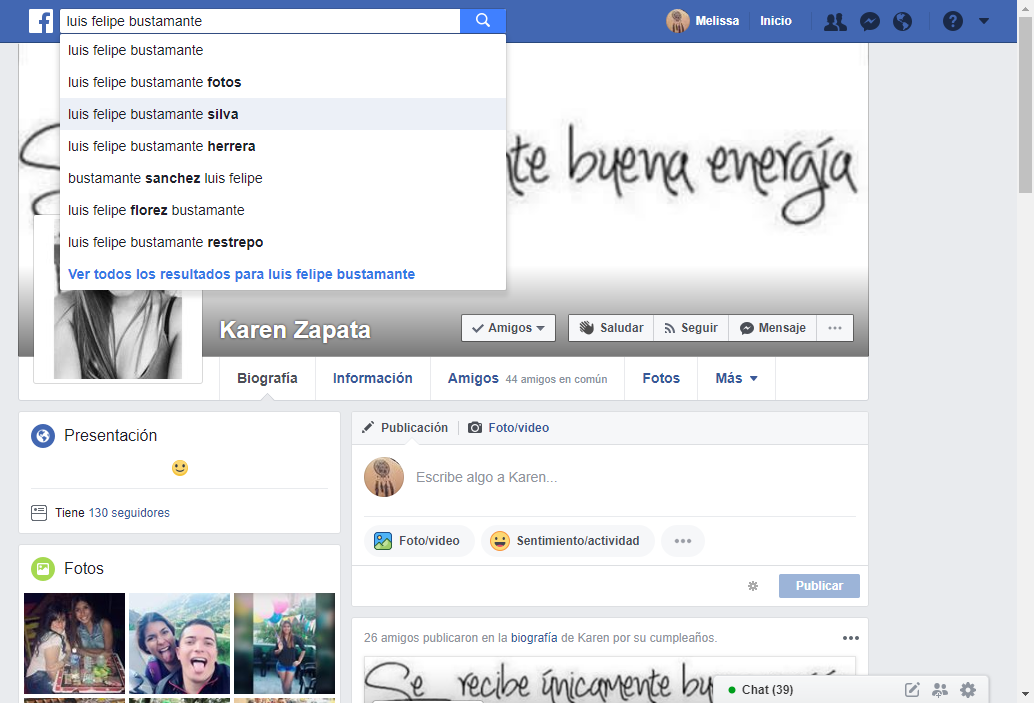 luis felipe bustamante
Melissa
Inicio
luis felipe bustamante
luis felipe bustamante fotos
luis felipe bustamante silva
luis felipe bustamante herrera
bustamante sanchez luis felipe
luis felipe florez bustamante
luis felipe bustamante restrepo
Ver todos los resultados para luis felipe bustamante
buena energía
Karen Zapata
Amigos
Saludar
Seguir
Mensaje
Biografía
Información
Amigos 44 amigos en común
Fotos
Más
Presentación
Tiene 130 seguidores
Fotos
Publicación
Foto/video
Escribe algo a Karen...
Foto/video
Sentimiento/actividad
Publicar
26 amigos publicaron en la biografía de Karen por su cumpleaños.
Se recibe únicamente
Chat (39)